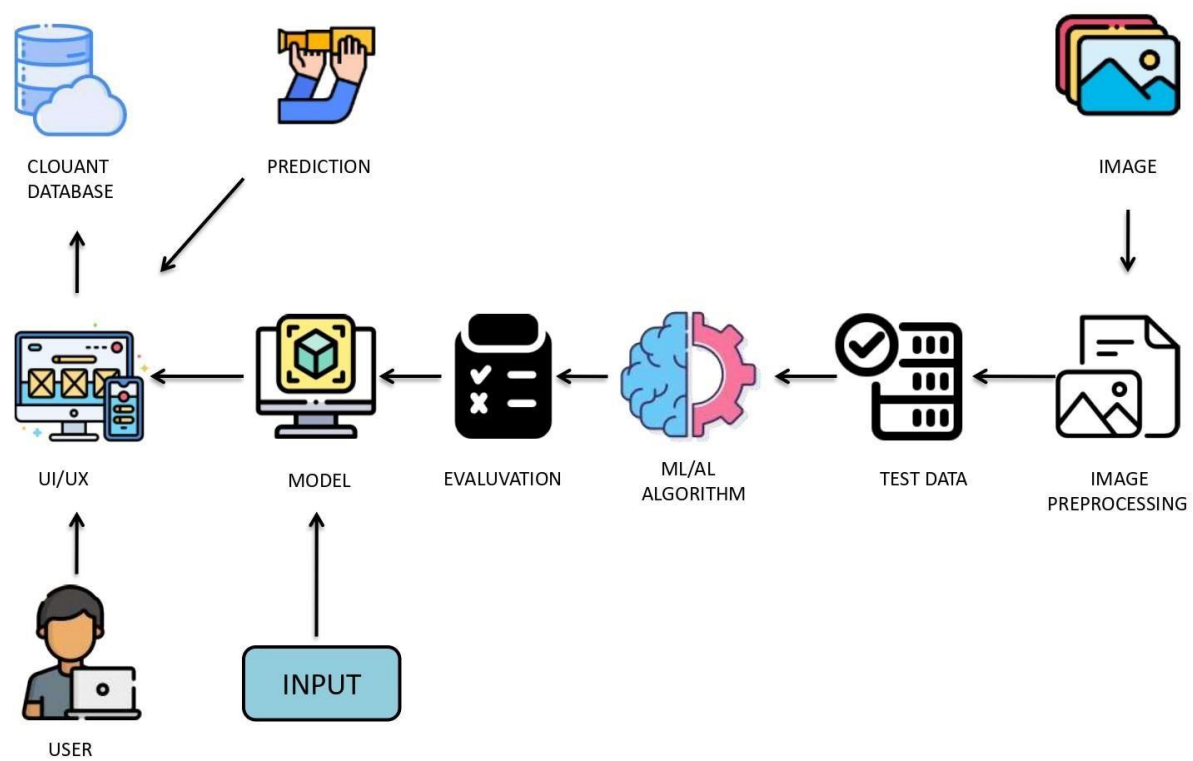 CLOUANT
DATABASE
PREDICTION
IMAGE
UI/UX
MODEL
EVALUVATION
ML/AL
ALGORITHM
TEST DATA
IMAGE
PREPROCESSING
INPUT
USER